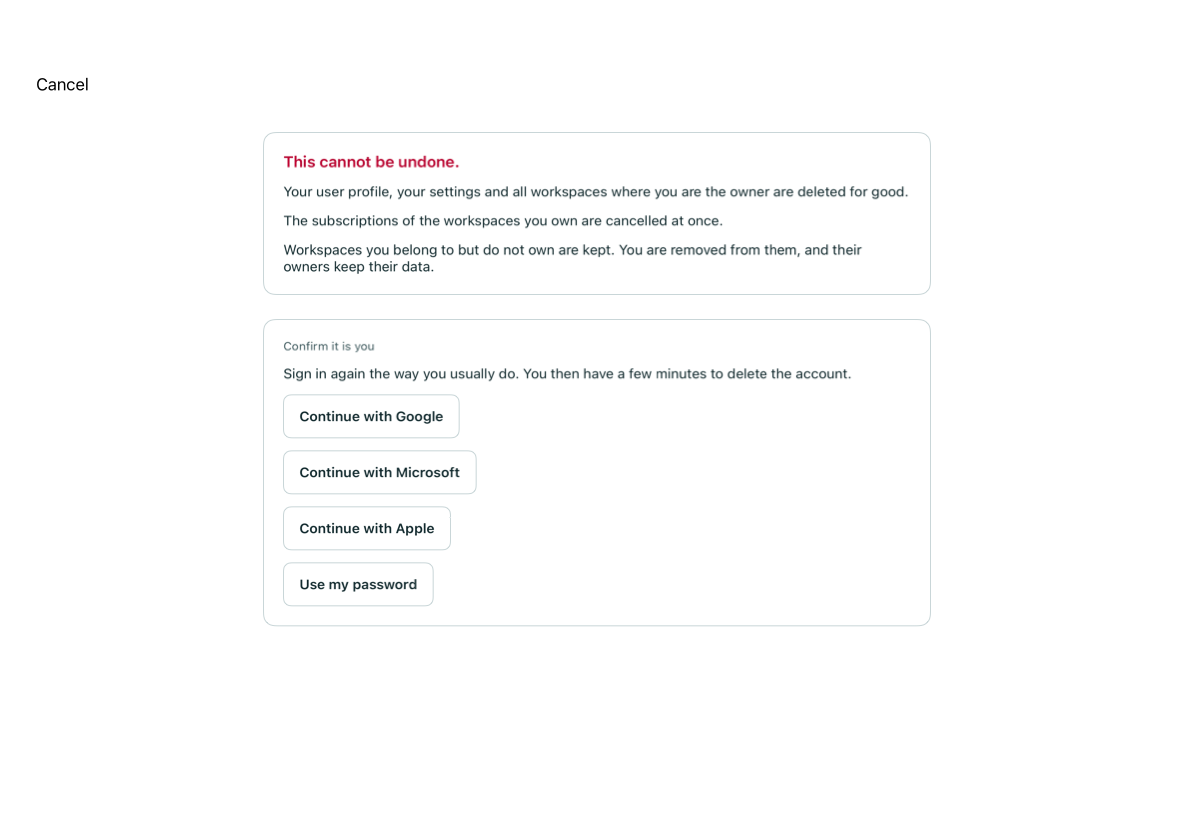 Cancel
This cannot be undone.
Your user profile, your settings and all workspaces where you are the owner are deleted for good.
The subscriptions of the workspaces you own are cancelled at once.
Workspaces you belong to but do not own are kept. You are removed from them, and their
owners keep their data.
Confirm it is you
Sign in again the way you usually do. You then have a few minutes to delete the account.
Continue with Google
Continue with Microsoft
Continue with Apple
Use my password